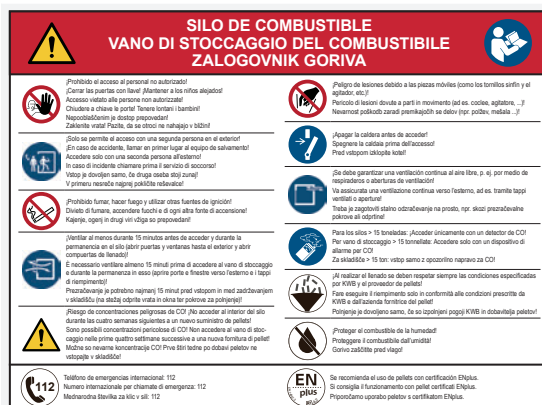 SILO DE COMBUSTIBLE
VANO DI STOCCAGGIO DEL COMBUSTIBILE
ZALOGOVNIK GORIVA
¡Prohibido el acceso al personal no autorizado!
¡Cerrar las puertas con llave! ¡Mantener a los niños alejados!
Accesso vietato alle persone non autorizzate!
Chiudere a chiave le porte! Tenere lontani i bambini!
Nepooblaščenim je dostop prepovedan!
Zaklenite vrata! Pazite, da se otroci ne nahajajo v bližini!
¡Solo se permite el acceso con una segunda persona en el exterior!
¡En caso de accidente, llamar en primer lugar al equipo de salvamento!
Accedere solo con una seconda persona all'esterno!
In caso di incidente chiamare prima il servizio di soccorso!
Vstop je dovoljen samo, če druga oseba stoji zunaj!
V primeru nesreče najprej pokličite reševalce!
¡Prohibido fumar, hacer fuego y utilizar otras fuentes de ignición!
Divieto di fumare, accendere fuochi e di ogni altra fonte di accensione!
Kajenje, ogenj in drugi viri vžiga so prepovedani!
¡Ventilar al menos durante 15 minutos antes de acceder y durante la
permanencia en el silo (abrir puertas y ventanas hasta el exterior y abrir
compuertas de llenado)!
È necessario ventilare almeno 15 minuti prima di accedere al vano di stoccaggio
e durante la permanenza in esso (aprire porte e finestre verso l'esterno e i tappi
di riempimento)!
Prezračevanje je potrebno najmanj 15 minut pred vstopom in med zadrževanjem
v skladišču (na stežaj odprite vrata in okna ter pokrove za polnjenje)!
¡Riesgo de concentraciones peligrosas de CO! ¡No acceder al interior del silo
durante las cuatro semanas siguientes a un nuevo suministro de pellets!
Sono possibili concentrazioni pericolose di CO! Non accedere al vano di stoc-
caggio nelle prime quattro settimane successive a una nuova fornitura di pellet!
Možne so nevarne koncentracije CO! Prve štiri tedne po dobavi peletov ne
vstopajte v skladišče!
112
Teléfono de emergencias internacional: 112
Numero internazionale per chiamate di emergenza: 112
Mednarodna številka za klic v sili: 112
¡Peligro de lesiones debido a las piezas móviles (como los tornillos sinfín y el
agitador, etc.)!
Pericolo di lesioni dovute a parti in movimento (ad es. coclee, agitatore, ...)!
Nevarnost poškodb zaradi premikajočih se delov (npr. polžev, mešala ...)!
¡Apagar la caldera antes de acceder!
Spegnere la caldaia prima dell'accesso!
Pred vstopom izklopite kotel!
¡Se debe garantizar una ventilación continua al aire libre, p. ej. por medio de
respiraderos o aberturas de ventilación!
Va assicurata una ventilazione continua verso l'esterno, ad es. tramite tappi
ventilati o aperture!
Treba je zagotoviti stalno odzračevanje na prosto, npr. skozi prezračevalne
pokrove ali odprtine!
Para los silos > 15 toneladas: ¡Acceder únicamente con un detector de CO!
Per vano di stoccaggio > 15 tonnellate: Accedere solo con un dispositivo di
allarme per CO!
Za skladišče > 15 ton: vstop samo z opozorilno napravo za CO!
¡Al realizar el llenado se deben respetar siempre las condiciones especificadas
por KWB y el proveedor de pellets!
Fare eseguire il riempimento solo in conformità alle condizioni prescritte da
KWB e dall'azienda fornitrice del pellet!
Polnjenje je dovoljeno samo, če so izpolnjeni pogoji KWB in dobavitelja peletov!
¡Proteger el combustible de la humedad!
Proteggere il combustibile dall'umidità!
Gorivo zaščitite pred vlago!
EN
plus
Se recomienda el uso de pellets con certificación ENplus.
Si consiglia il funzionamento con pellet certificati ENplus.
Priporočamo uporabo peletov s certifikatom ENplus.